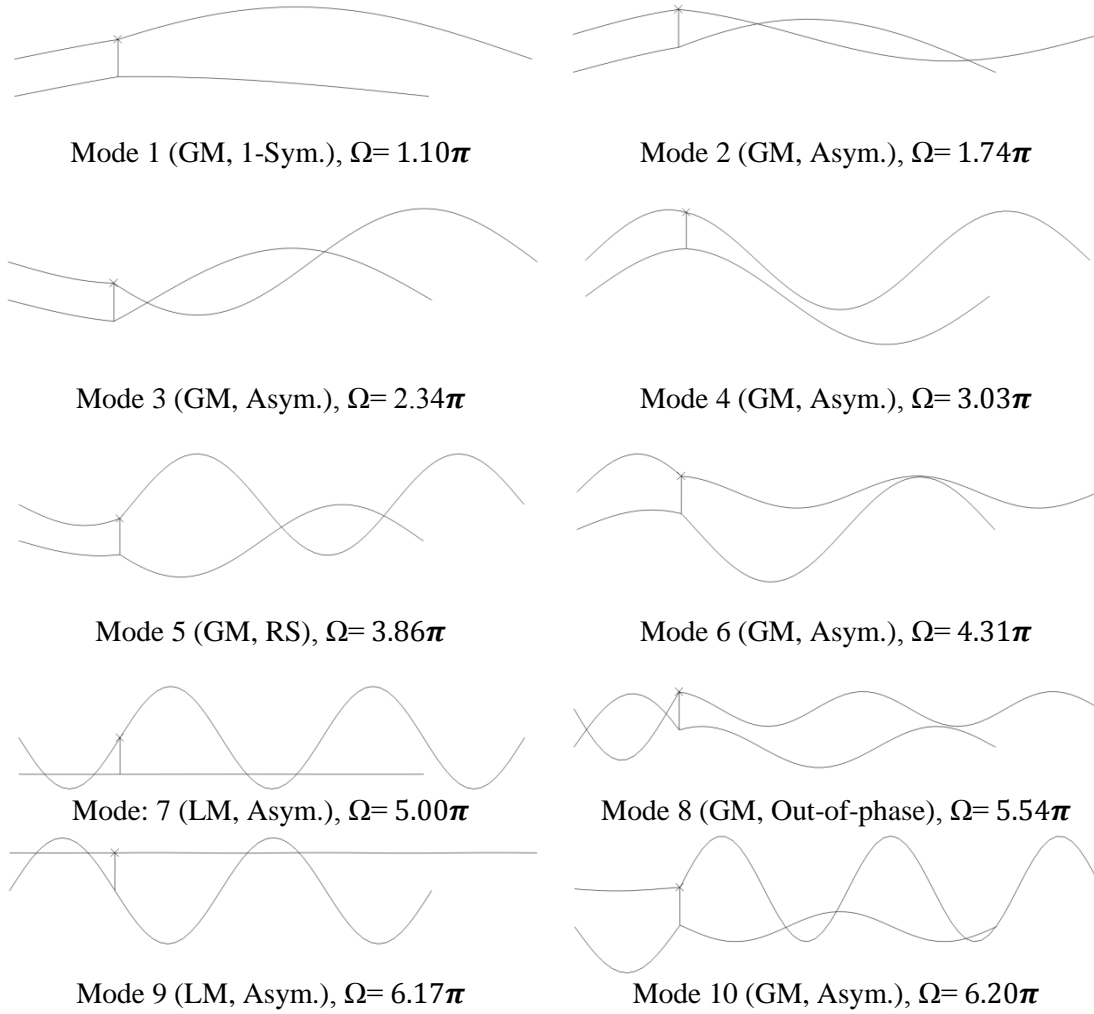 Mode 1 (GM, 1-Sym.), Ω= 1.10π
Mode 2 (GM, Asym.), Ω= 1.74π
Mode 3 (GM, Asym.), Ω= 2.34π
Mode 4 (GM, Asym.), Ω= 3.03π
Mode 5 (GM, RS), Ω= 3.86π
Mode 6 (GM, Asym.), Ω= 4.31π
Mode: 7 (LM, Asym.), Ω= 5.00π
Mode 8 (GM, Out-of-phase), Ω= 5.54π
Mode 9 (LM, Asym.), Ω= 6.17π
Mode 10 (GM, Asym.), Ω= 6.20π